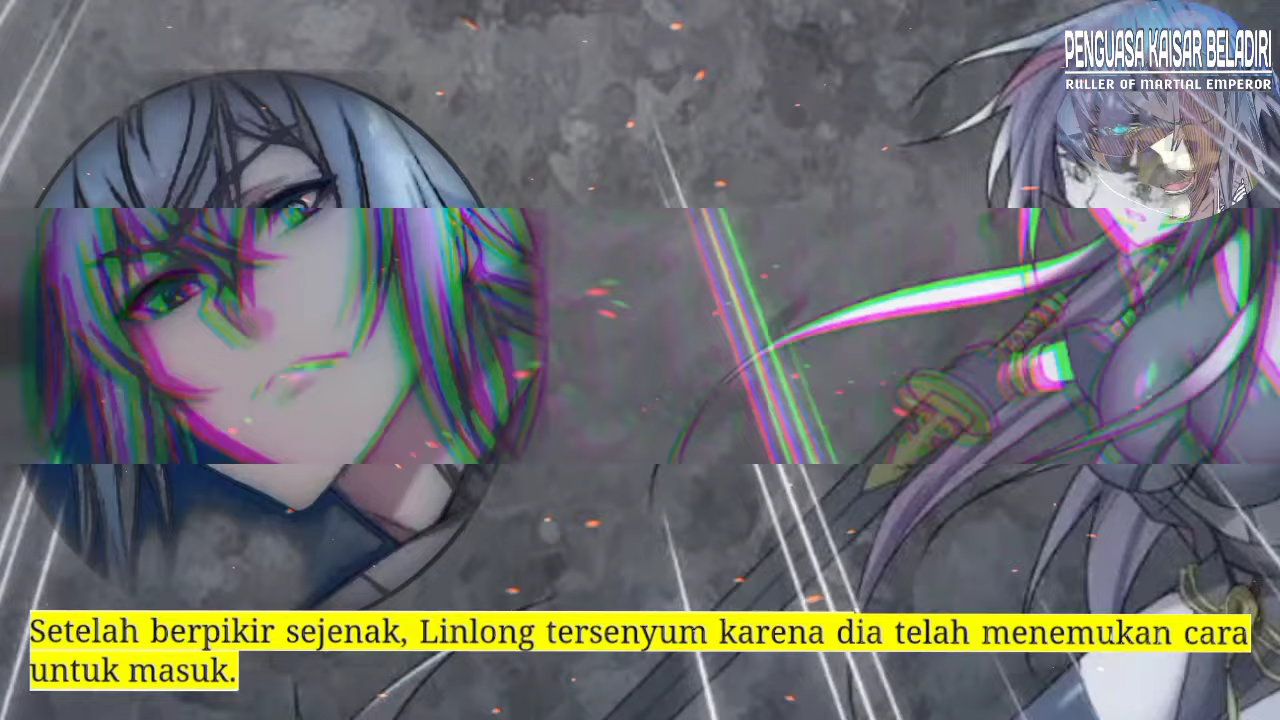 PENGUASA KAISAR BELADIRI
RULLER OF MARTIAL EMPEROR
Setelah berpikir sejenak, Linlong tersenyum karena dia telah menemukan cara
untuk masuk.